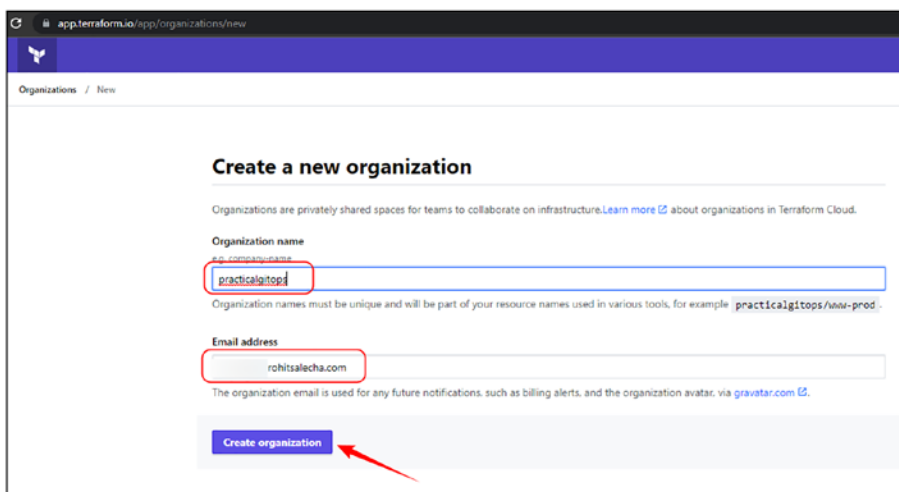 app.terraform.io/app/organizations/new
Organizations / New
Create a new organization
Organizations are privately shared spaces for teams to collaborate on infrastructure.Learn more about organizations in Terraform Cloud.
Organization name
e.g. company-name
practicalgitops
Organization names must be unique and will be part of your resource names used in various tools, for example practicalgitops/www-prod.
Email address
rohitsalecha.com
The organization email is used for any future notifications, such as billing alerts, and the organization avatar, via gravatar.com.
Create organization